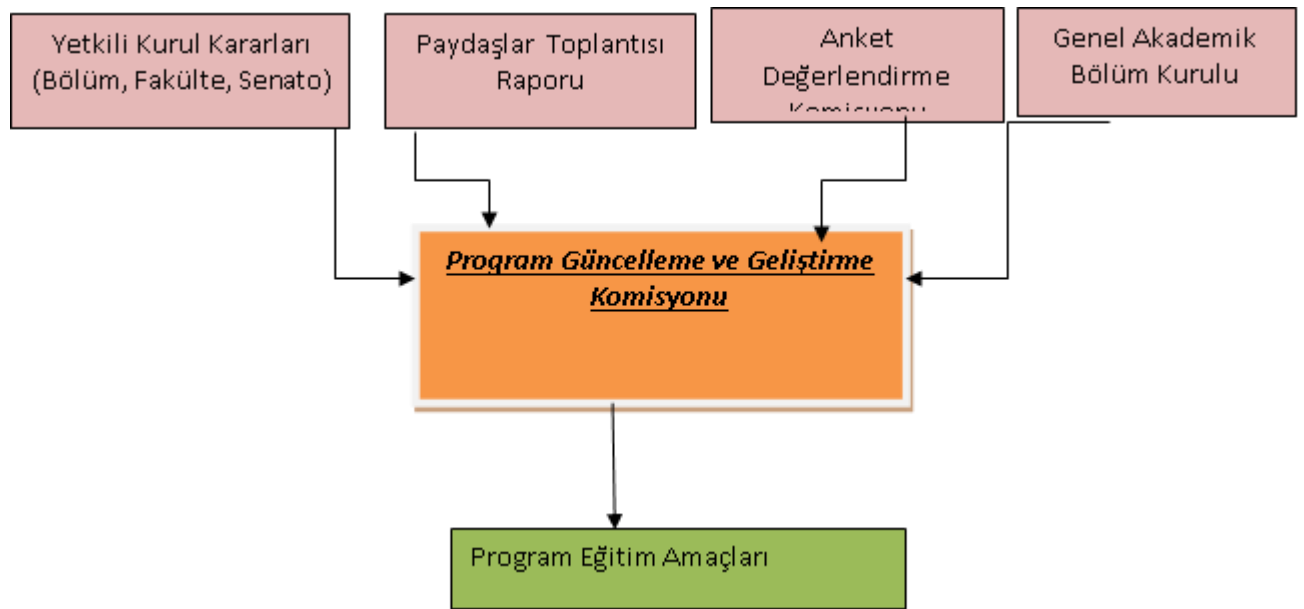 Yetkili Kurul Kararları
(Bölüm, Fakülte, Senato)
Paydaşlar Toplantısı
Raporu
Anket
Değerlendirme
Komisyonu
Genel Akademik
Bölüm Kurulu
Program Güncelleme ve Geliştirme
Komisyonu
Program Eğitim Amaçları